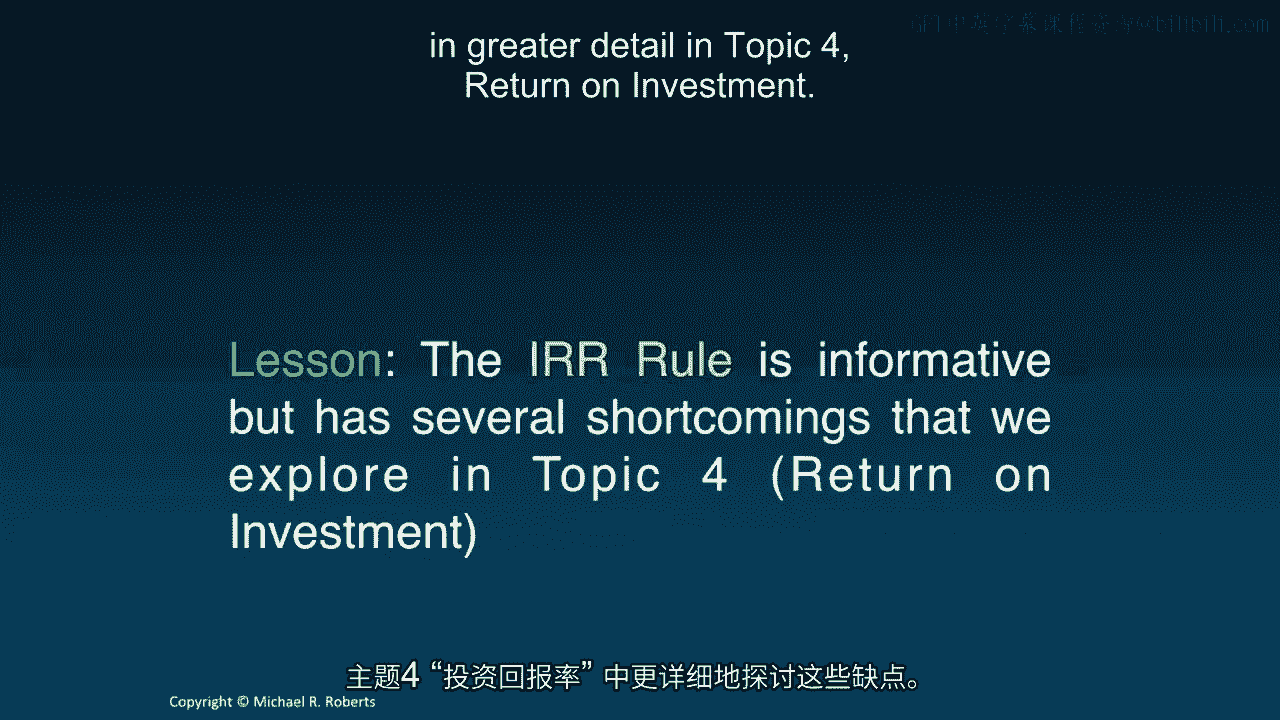 in greater detail in Topic 4,
Return on Investment.
Lesson: The IRR Rule is informative
but has several shortcomings that we
explore in Topic 4 (Return on
Investment)
主题4 “投资回报率” 中更详细地探讨这些缺点。
Copyright © Michael R. Roberts